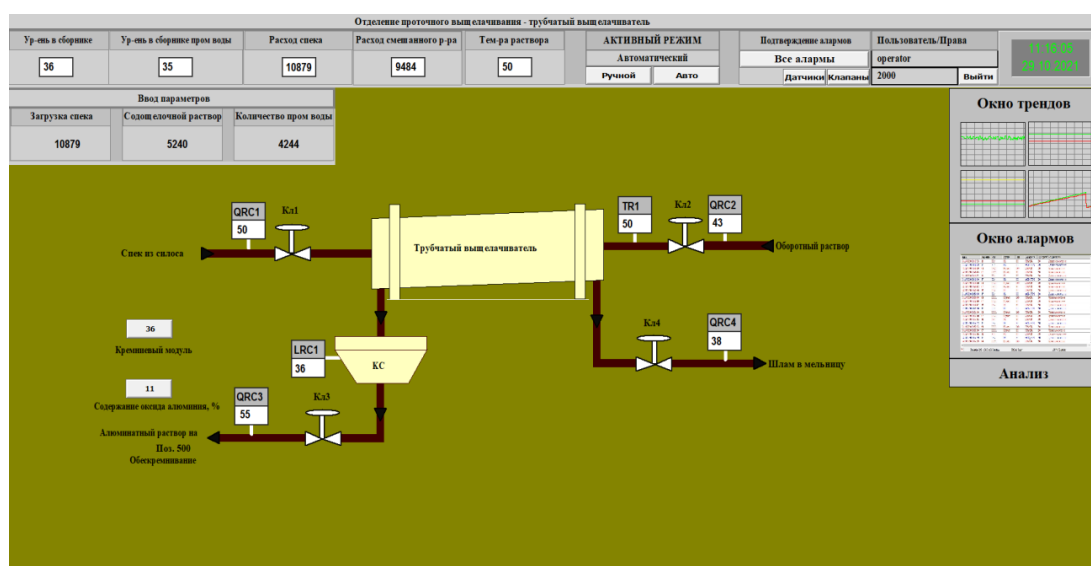 Отделение проточного выщелачивания - трубчатый выщелачиватель
Ур-ень в сборнике
Ур-ень в сборнике пром воды
Расход спека
Расход смешанного р-ра
Тем-ра раствора
36
35
10879
9484
50
АКТИВНЫЙ РЕЖИМ
Автоматический
Ручной
Авто
Подтверждение алармов
Все алармы
Датчики
Клапаны
Пользователь/Права
operator
2000
Выйти
11:16:05
29.10.2021
Ввод параметров
Загрузка спека
Содощелочной раствор
Количество пром воды
10879
5240
4244
Окно трендов
Окно алармов
Анализ
QRC1
50
Кл1
Спек из силоса
Трубчатый выщелачиватель
TR1
50
Кл2
QRC2
43
Оборотный раствор
36
Кремниевый модуль
11
Содержание оксида алюминия, %
LRC1
36
КС
Кл4
QRC4
38
Шлам в мельницу
QRC3
55
Кл3
Алюминатный раствор на
Поз. 500
Обескремнивание